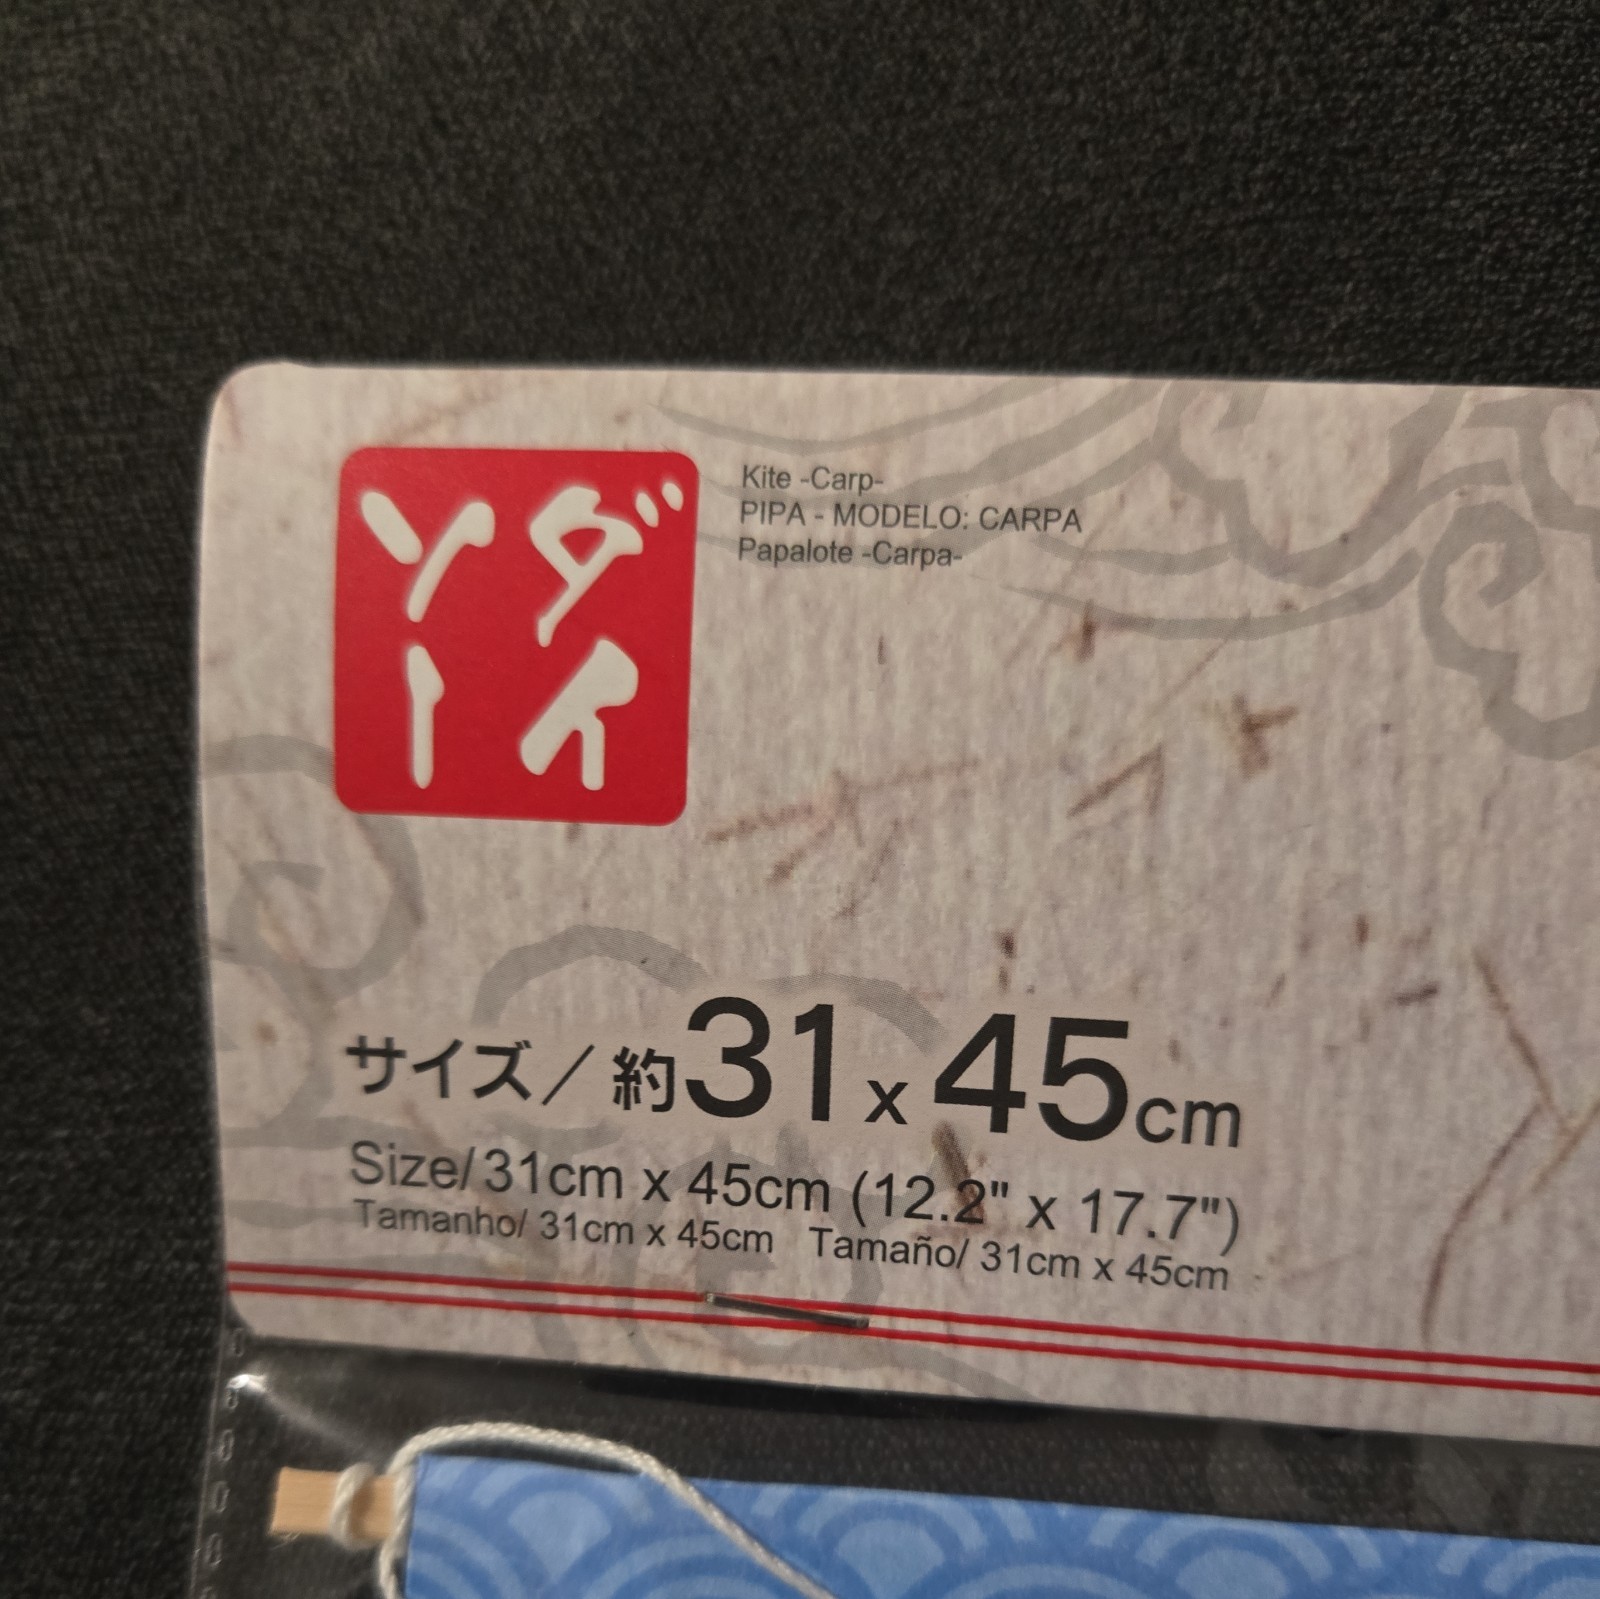 ダイソー
Kite -Carp-
PIPA - MODELO: CARPA
Papalote -Carpa-
サイズ／約31x45cm
Size/31cm x 45cm (12.2" x 17.7")
Tamanho/ 31cm x 45cm Tamaño/ 31cm x 45cm